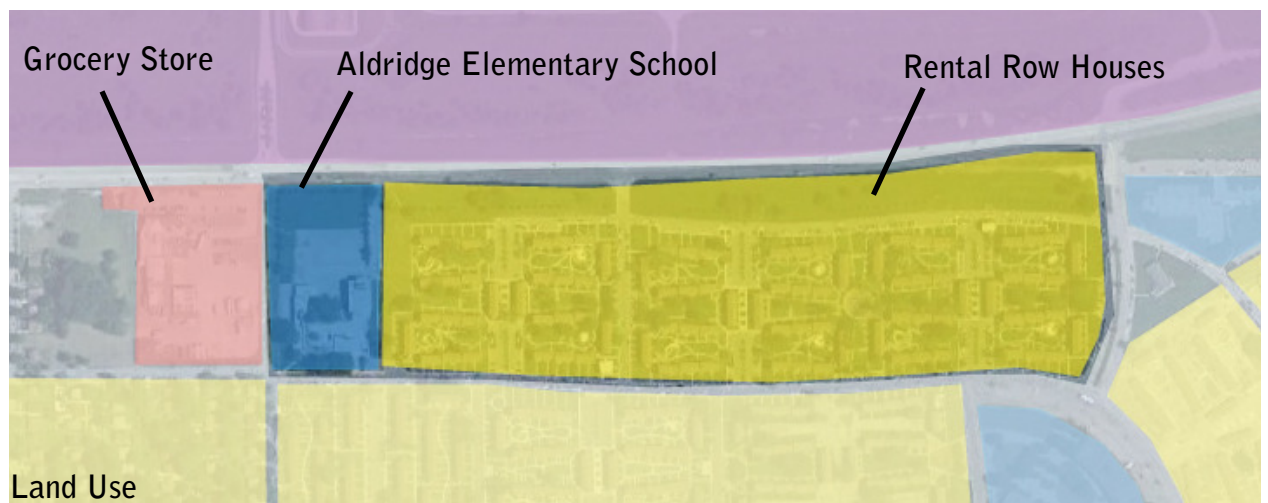 Grocery Store
Aldridge Elementary School
Rental Row Houses
Land Use